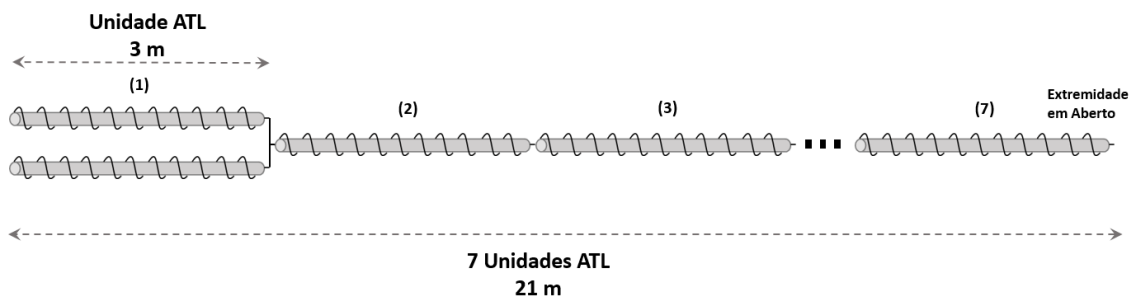 Unidade ATL
3 m
(1)
(2)
(3)
(7)
Extremidade
em Aberto
7 Unidades ATL
21 m